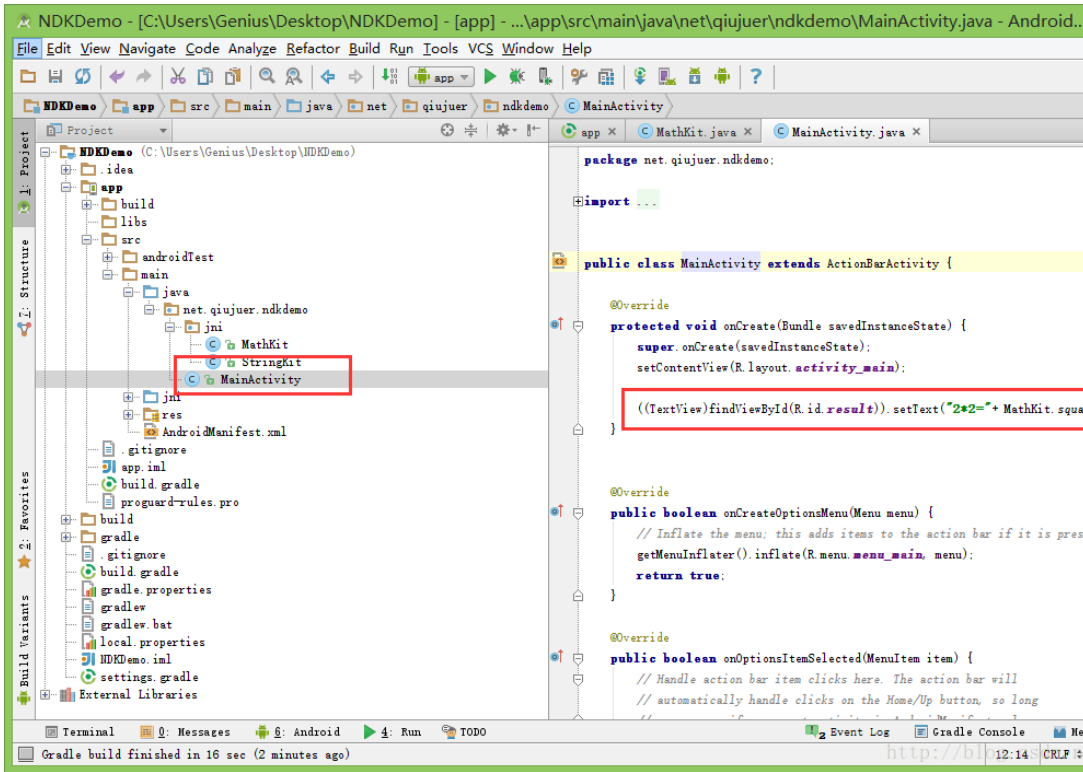 NDKDemo - [C:\Users\Genius\Desktop\NDKDemo] - [app] - ...\app\src\main\java\net\qiujuer\ndkdemo\MainActivity.java - Android...
File Edit View Navigate Code Analyze Refactor Build Run Tools VCS Window Help
app
NDKDemo app src main java net qiujuer ndkdemo MainActivity
Project
app MathKit.java MainActivity.java
1: Project
7: Structure
2: Favorites
Build Variants
NDKDemo (C:\Users\Genius\Desktop\NDKDemo)
.idea
app
build
libs
src
androidTest
main
java
net.qiujuer.ndkdemo
jni
MathKit
StringKit
MainActivity
jni
res
AndroidManifest.xml
.gitignore
app.iml
build.gradle
proguard-rules.pro
build
gradle
.gitignore
build.gradle
gradle.properties
gradlew
gradlew.bat
local.properties
NDKDemo.iml
settings.gradle
External Libraries
package net.qiujuer.ndkdemo;
import ...
public class MainActivity extends ActionBarActivity {
@Override
protected void onCreate(Bundle savedInstanceState) {
super.onCreate(savedInstanceState);
setContentView(R.layout.activity_main);
((TextView)findViewById(R.id.result)).setText("2*2="+ MathKit.squa
}
@Override
public boolean onCreateOptionsMenu(Menu menu) {
// Inflate the menu; this adds items to the action bar if it is pres
getMenuInflater().inflate(R.menu.menu_main, menu);
return true;
}
@Override
public boolean onOptionsItemSelected(MenuItem item) {
// Handle action bar item clicks here. The action bar will
// automatically handle clicks on the Home/Up button, so long
Terminal 0: Messages 6: Android 4: Run TODO 2 Event Log Gradle Console Me
Gradle build finished in 16 sec (2 minutes ago) 12:14 CRLF
http://bl